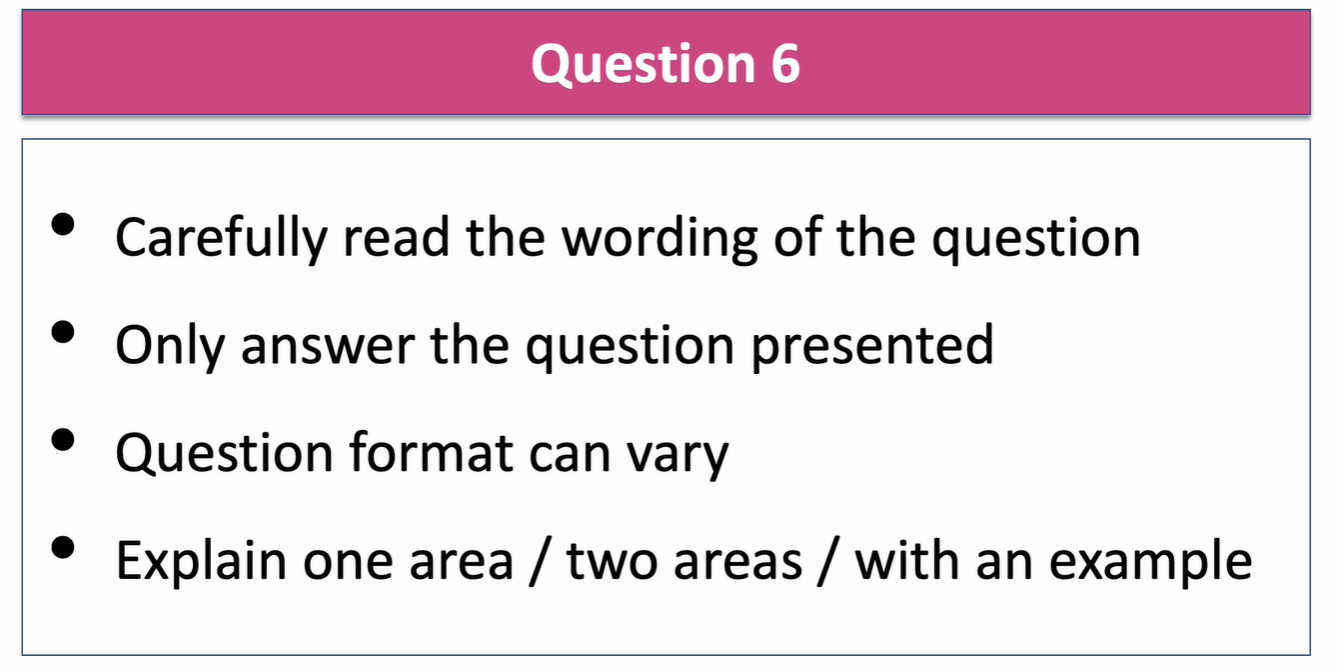 Question 6
• Carefully read the wording of the question
• Only answer the question presented
• Question format can vary
• Explain one area / two areas / with an example